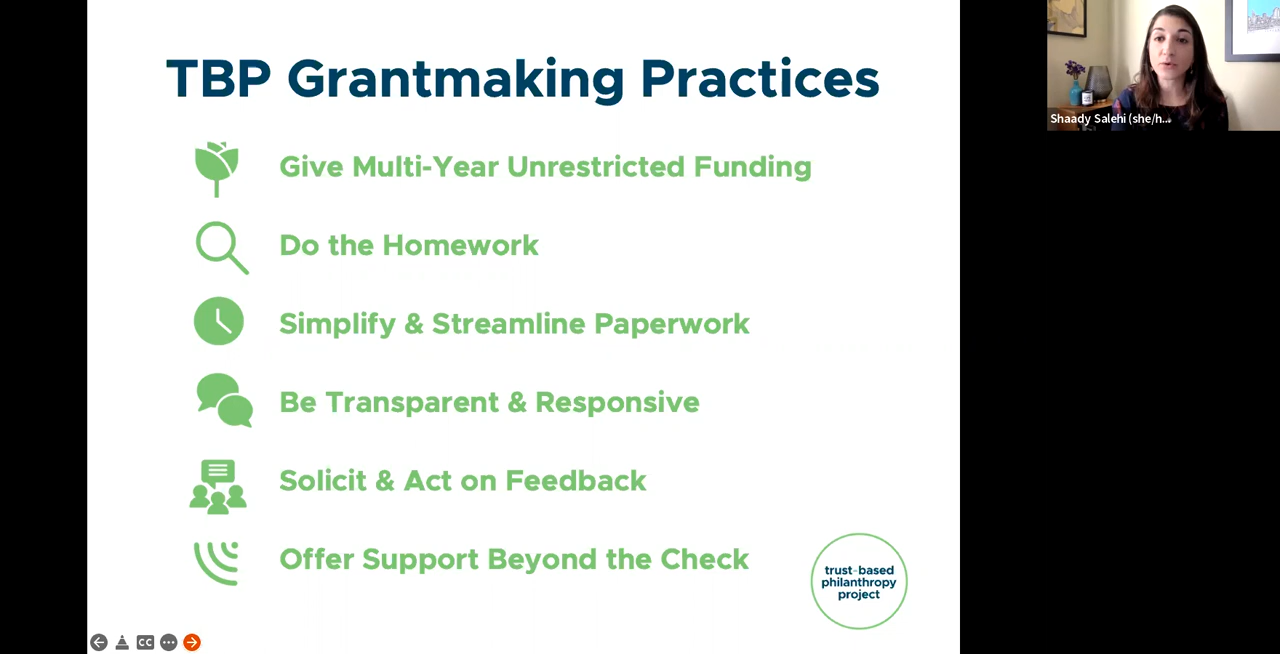 TBP Grantmaking Practices
Give Multi-Year Unrestricted Funding
Do the Homework
Simplify & Streamline Paperwork
Be Transparent & Responsive
Solicit & Act on Feedback
Offer Support Beyond the Check
trust-based
philanthropy
project
CC
Shaady Salehi (she/h...